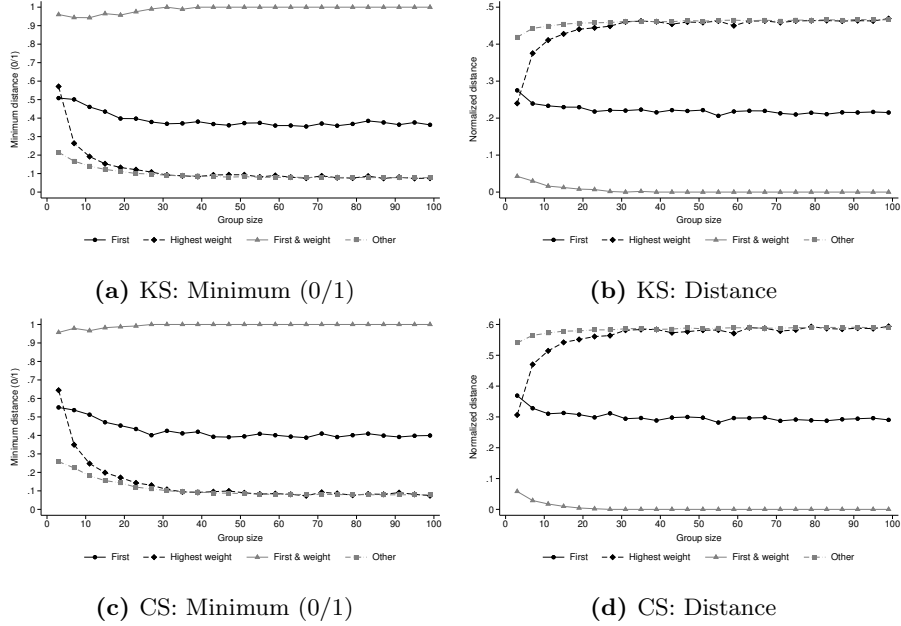 Minimum distance (0/1)
1
.9
.8
.7
.6
.5
.4
.3
.2
.1
0
0 10 20 30 40 50 60 70 80 90 100
Group size
First Highest weight First & weight Other
(a) KS: Minimum (0/1)
Normalized distance
.5
.4
.3
.2
.1
0
0 10 20 30 40 50 60 70 80 90 100
Group size
First Highest weight First & weight Other
(b) KS: Distance
Minimum distance (0/1)
1
.9
.8
.7
.6
.5
.4
.3
.2
.1
0
0 10 20 30 40 50 60 70 80 90 100
Group size
First Highest weight First & weight Other
(c) CS: Minimum (0/1)
Normalized distance
.6
.5
.4
.3
.2
.1
0
0 10 20 30 40 50 60 70 80 90 100
Group size
First Highest weight First & weight Other
(d) CS: Distance